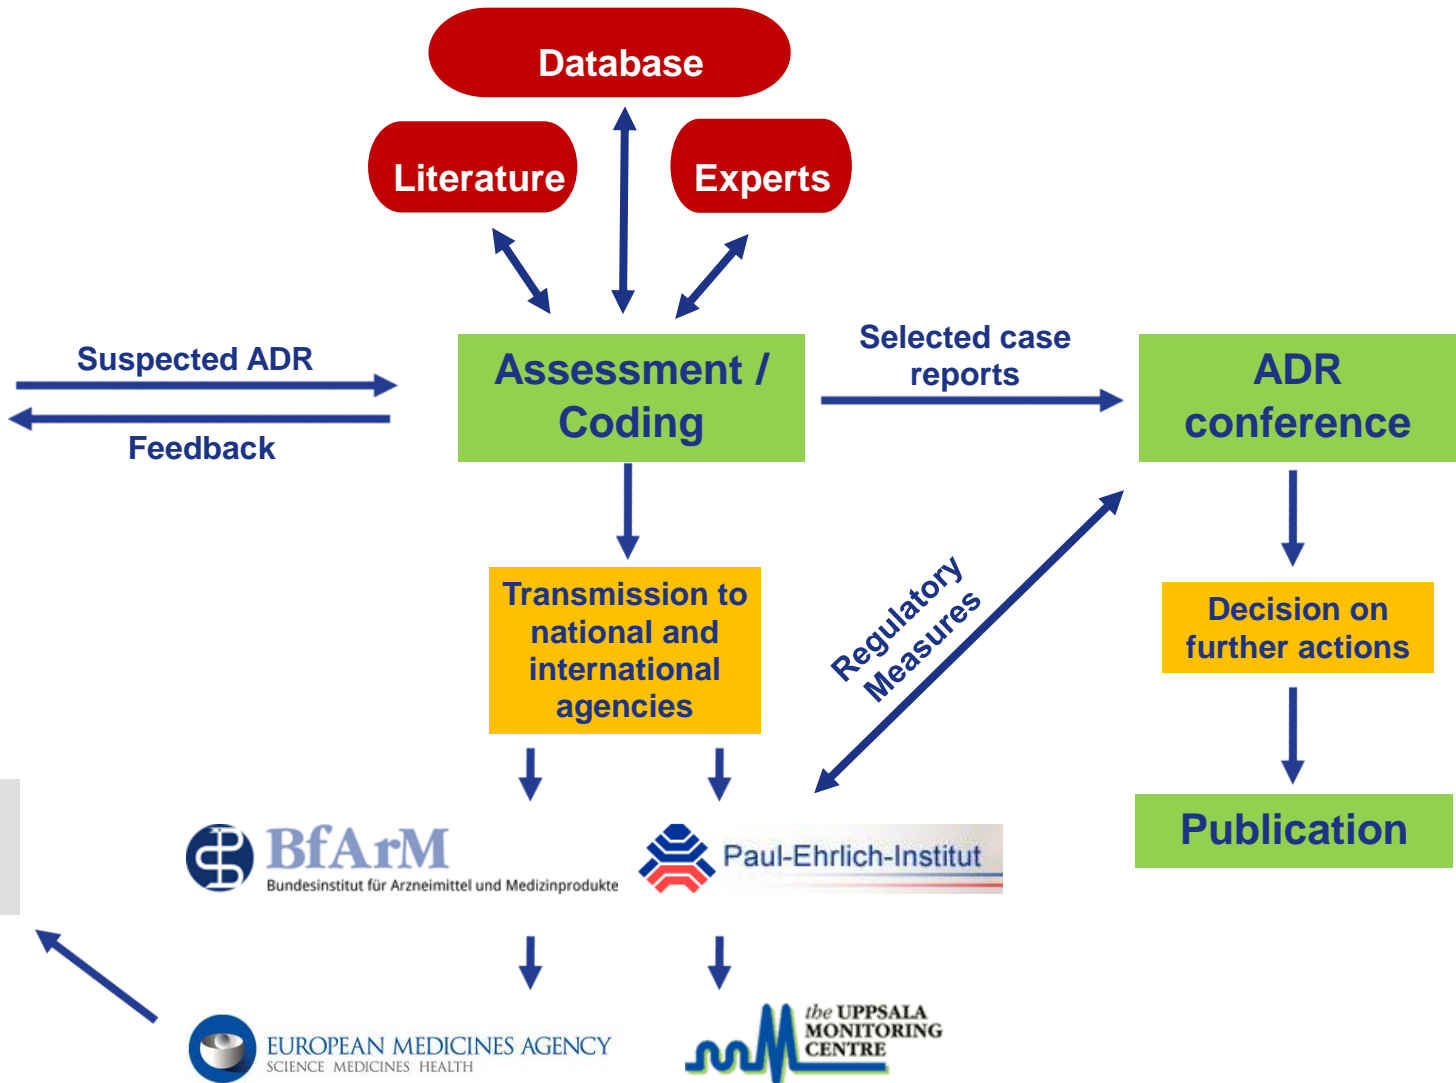 Database
Literature
Experts
Suspected ADR
Feedback
Assessment /
Coding
Selected case
reports
ADR
conference
Transmission to
national and
international
agencies
Regulatory
Measures
Decision on
further actions
Publication
BfArM
Bundesinstitut für Arzneimittel und Medizinprodukte
Paul-Ehrlich-Institut
EUROPEAN MEDICINES AGENCY
SCIENCE MEDICINES HEALTH
the UPPSALA
MONITORING
CENTRE